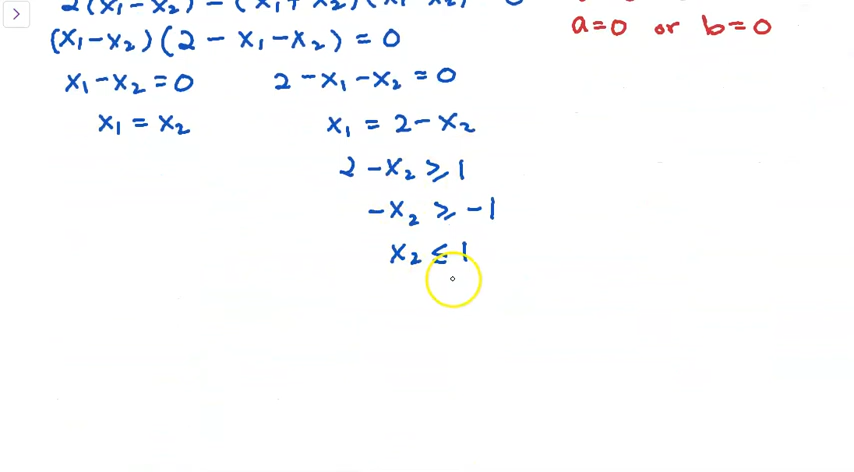 a=0 or b=0
(x₁-x₂)(2 - x₁-x₂) = 0
x₁-x₂ = 0 2-x₁-x₂ = 0
x₁ = x₂ x₁ = 2-x₂
2-x₂ ⩾ 1
-x₂ ⩾ -1
x₂ ≤ 1